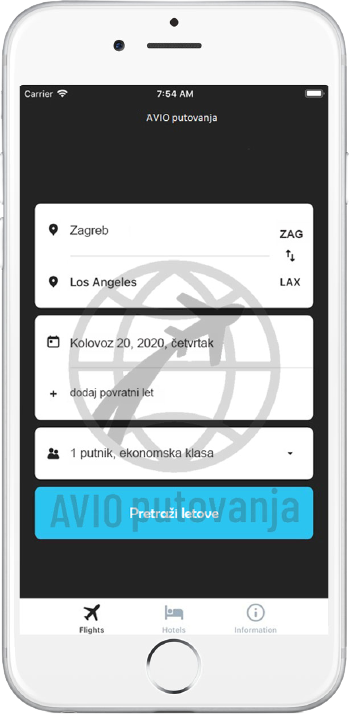 Carrier 7:54 AM
AVIO putovanja
Zagreb
ZAG
Los Angeles
LAX
Kolovoz 20, 2020, četvrtak
+ dodaj povratni let
1 putnik, ekonomska klasa
AVIO putovanja
Pretraži letove
Flights Hotels Information